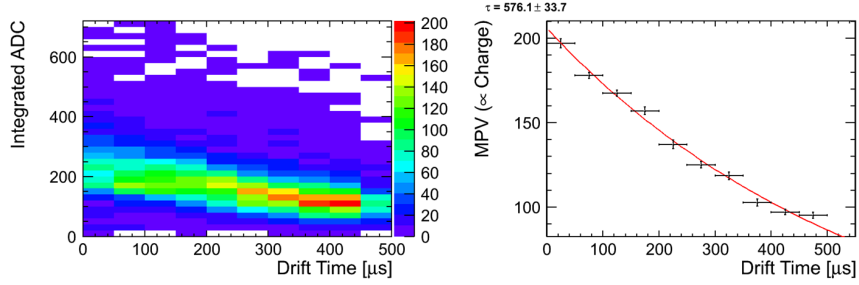 τ = 576.1± 33.7
Integrated ADC
600
400
200
0
0 100 200 300 400 500
Drift Time [μs]
200
180
160
140
120
100
80
60
40
20
0
MPV (∝ Charge)
200
150
100
0 100 200 300 400 500
Drift Time [μs]